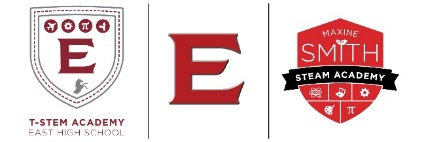 E
T-STEM ACADEMY
EAST HIGH SCHOOL
E
MAXINE
SMITH
STEAM ACADEMY
π